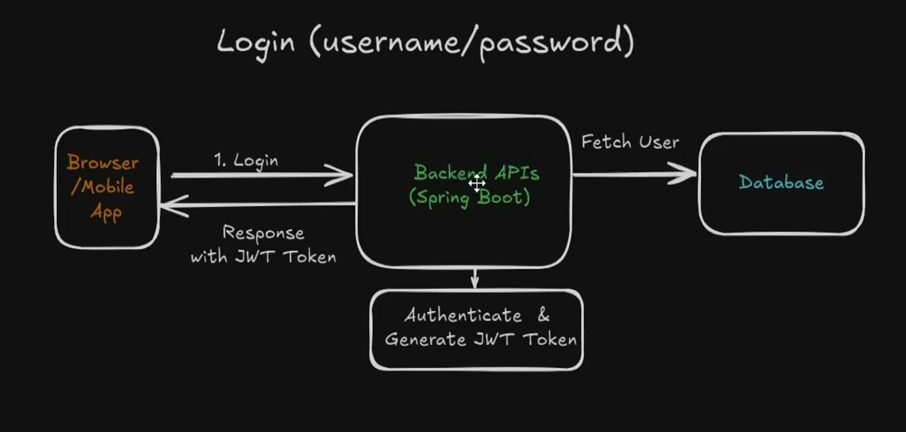 Login (username/password)
Browser
/Mobile
App
1. Login
Response
with JWT Token
Backend APIs
(Spring Boot)
Fetch User
Database
Authenticate &
Generate JWT Token